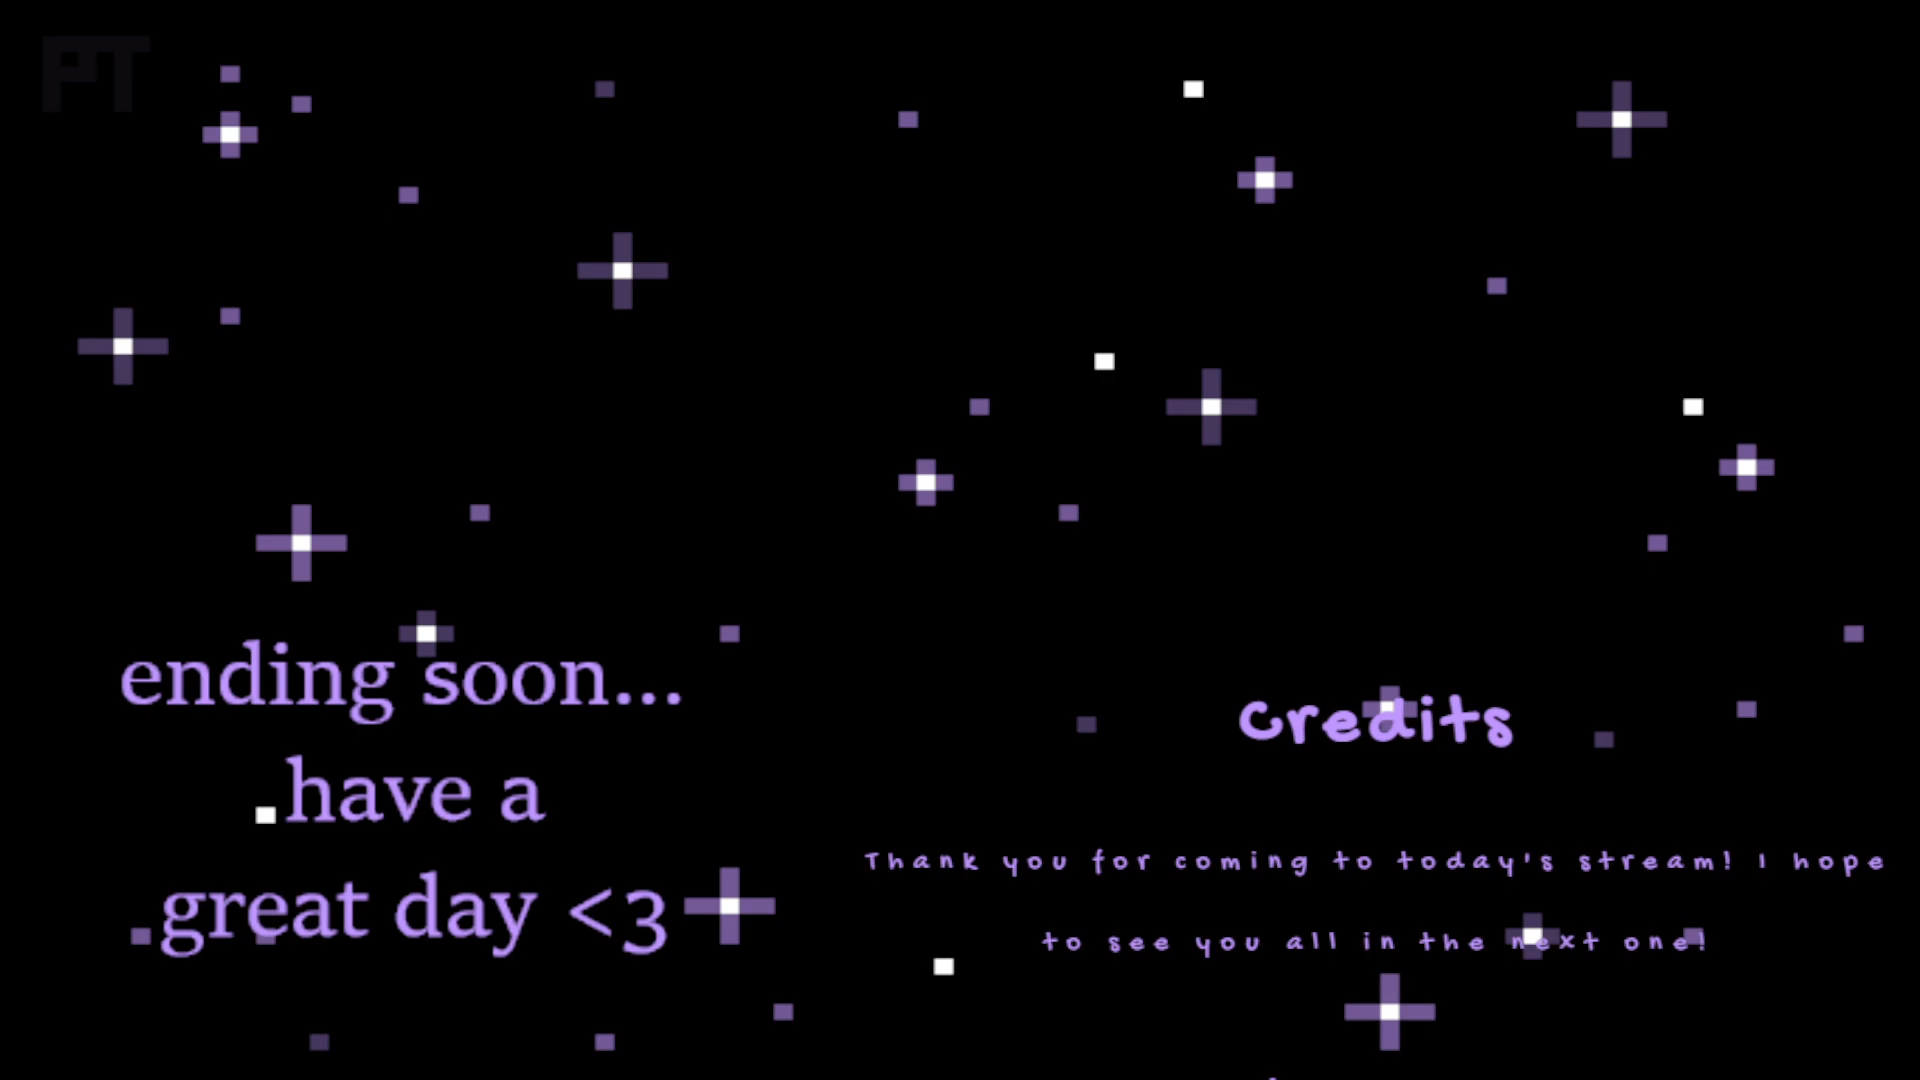 PT
ending soon...
have a
great day <3
Credits
Thank you for coming to today's stream! I hope
to see you all in the next one!